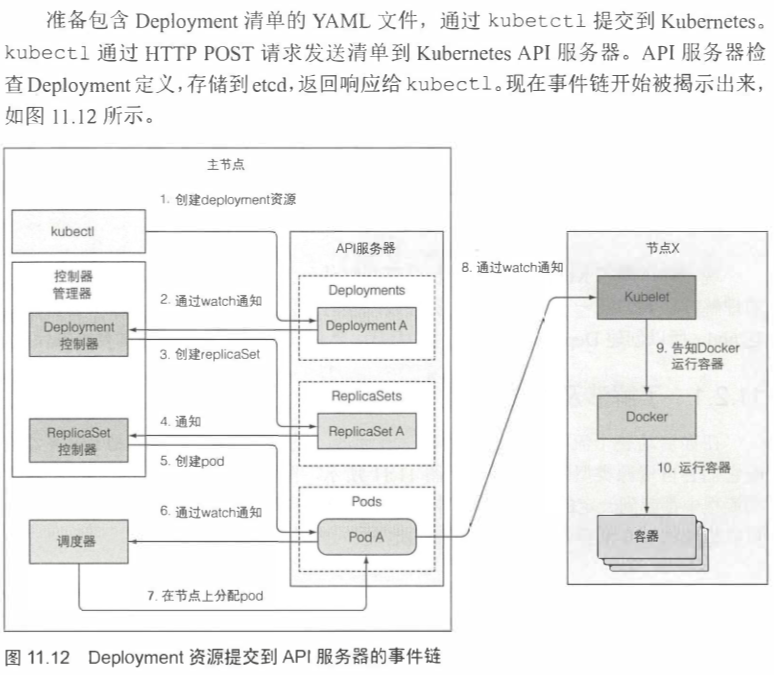 准备包含 Deployment 清单的 YAML 文件，通过 kubetctl 提交到 Kubernetes。
kubectl 通过 HTTP POST 请求发送清单到 Kubernetes API 服务器。API 服务器检
查 Deployment 定义，存储到 etcd，返回响应给 kubectl。现在事件链开始被揭示出来，
如图 11.12 所示。
主节点
1. 创建deployment资源
kubectl
API服务器
节点X
控制器
管理器
8. 通过watch通知
2. 通过watch通知
Deployments
Kubelet
Deployment
控制器
Deployment A
3. 创建replicaSet
9. 告知Docker
运行容器
ReplicaSets
4. 通知
ReplicaSet A
Docker
ReplicaSet
控制器
5. 创建pod
10. 运行容器
Pods
6. 通过watch通知
调度器
Pod A
容器
7. 在节点上分配pod
图 11.12 Deployment 资源提交到 API 服务器的事件链